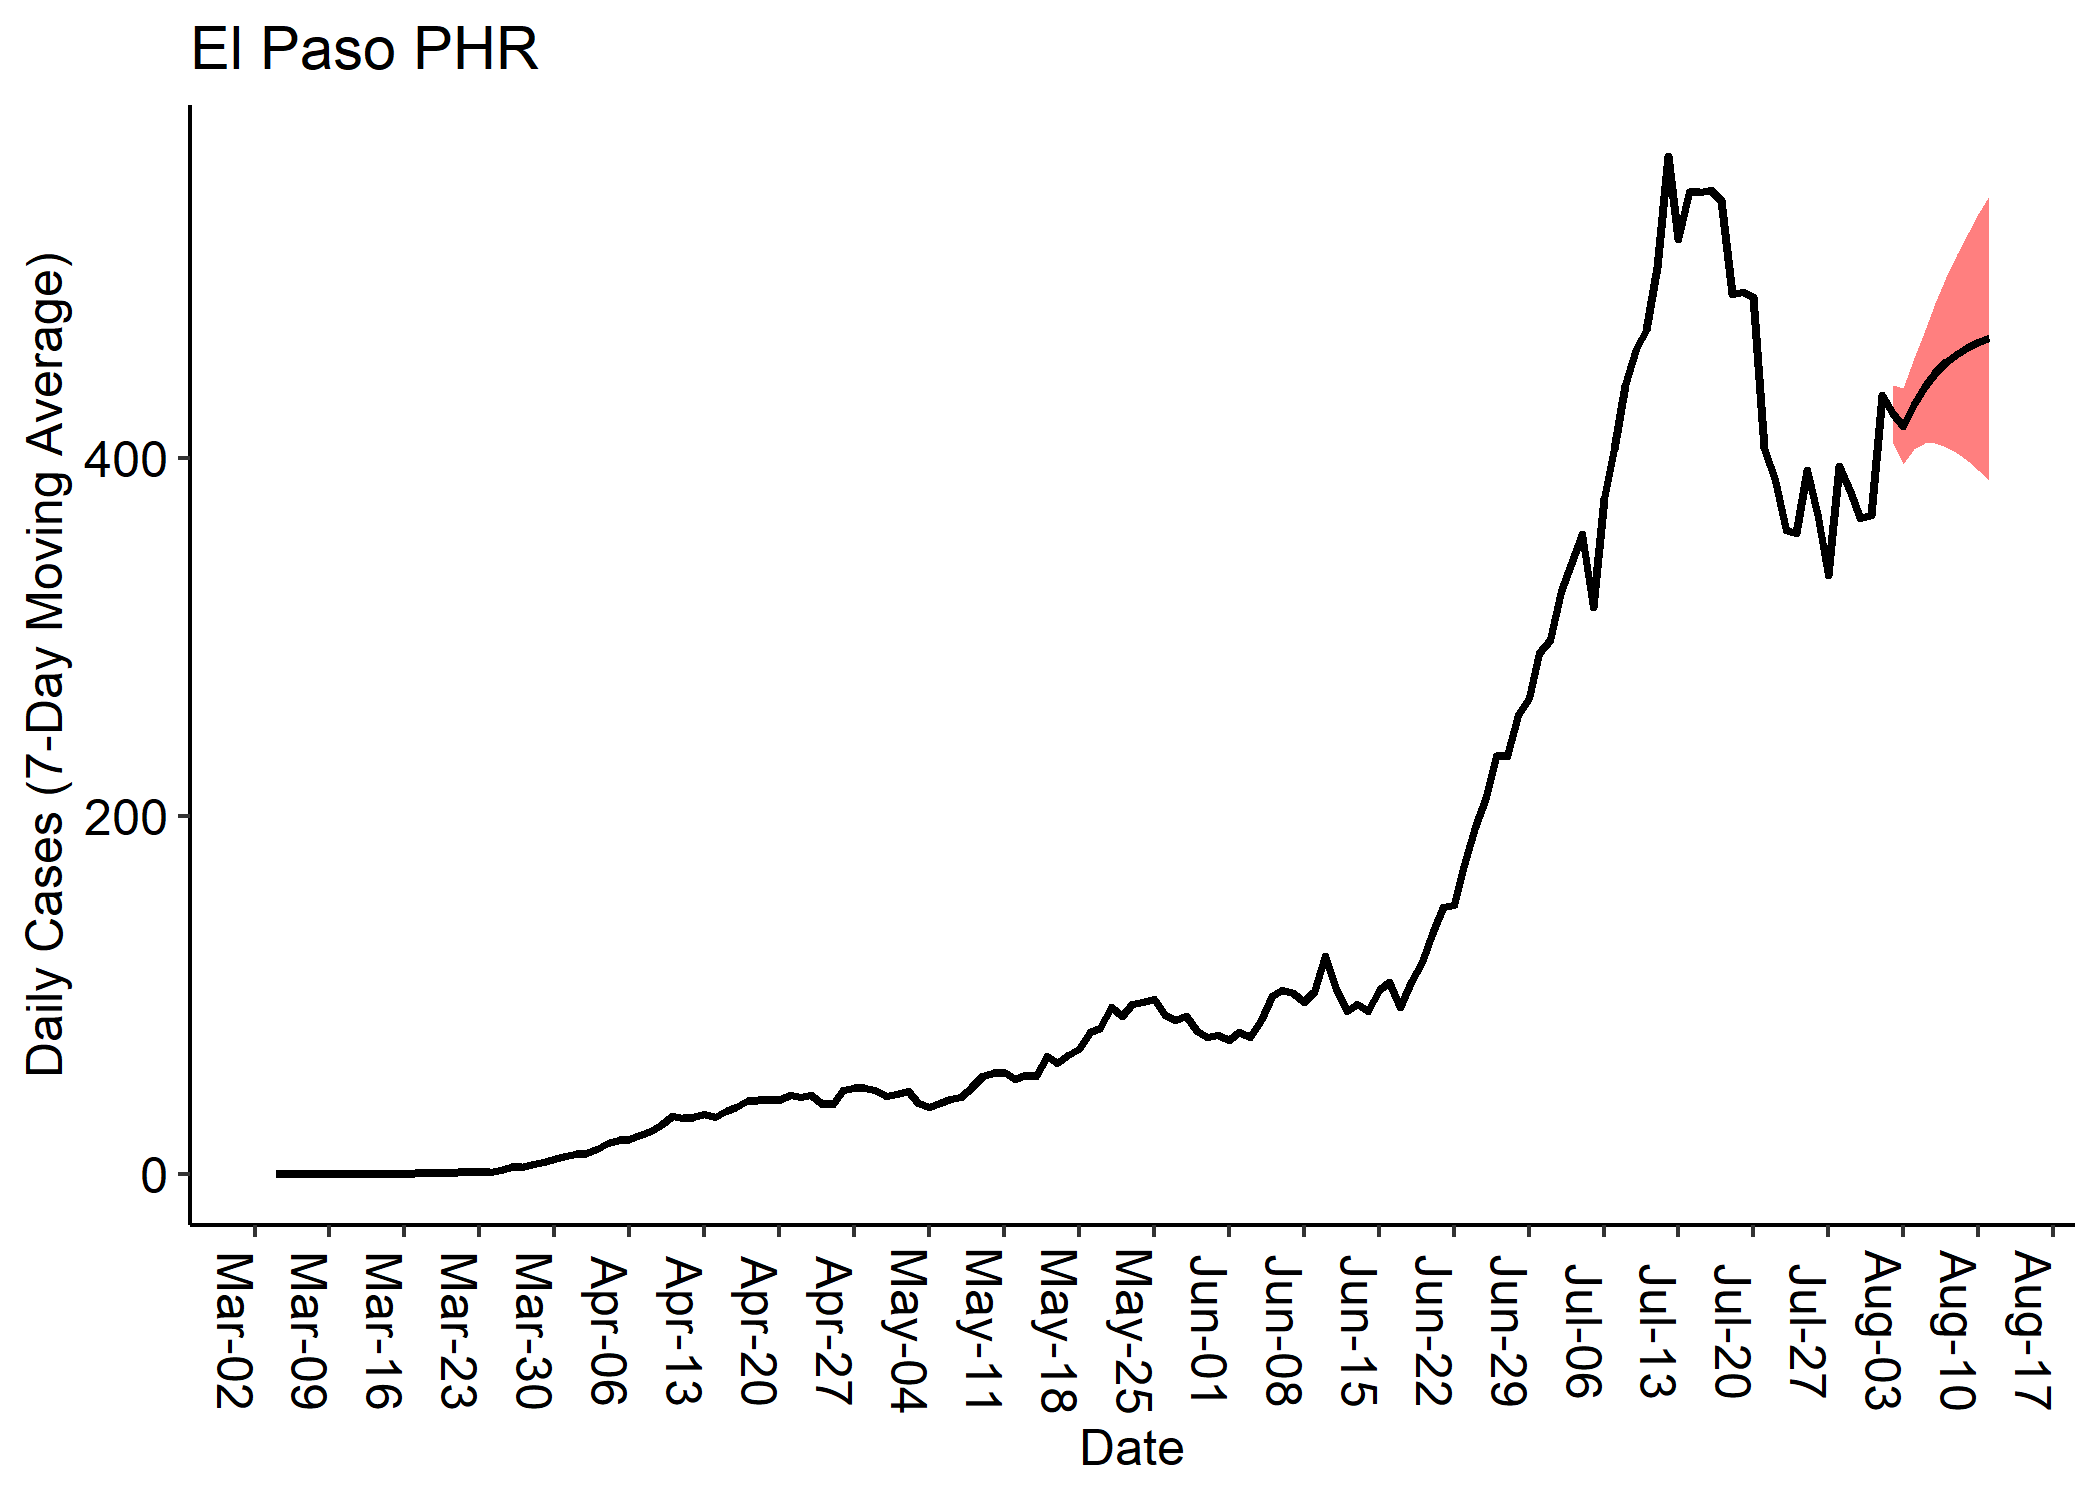 El Paso PHR
Daily Cases (7-Day Moving Average)
400
200
0
Mar-02
Mar-09
Mar-16
Mar-23
Mar-30
Apr-06
Apr-13
Apr-20
Apr-27
May-04
May-11
May-18
May-25
Jun-01
Jun-08
Jun-15
Jun-22
Jun-29
Jul-06
Jul-13
Jul-20
Jul-27
Aug-03
Aug-10
Aug-17
Date